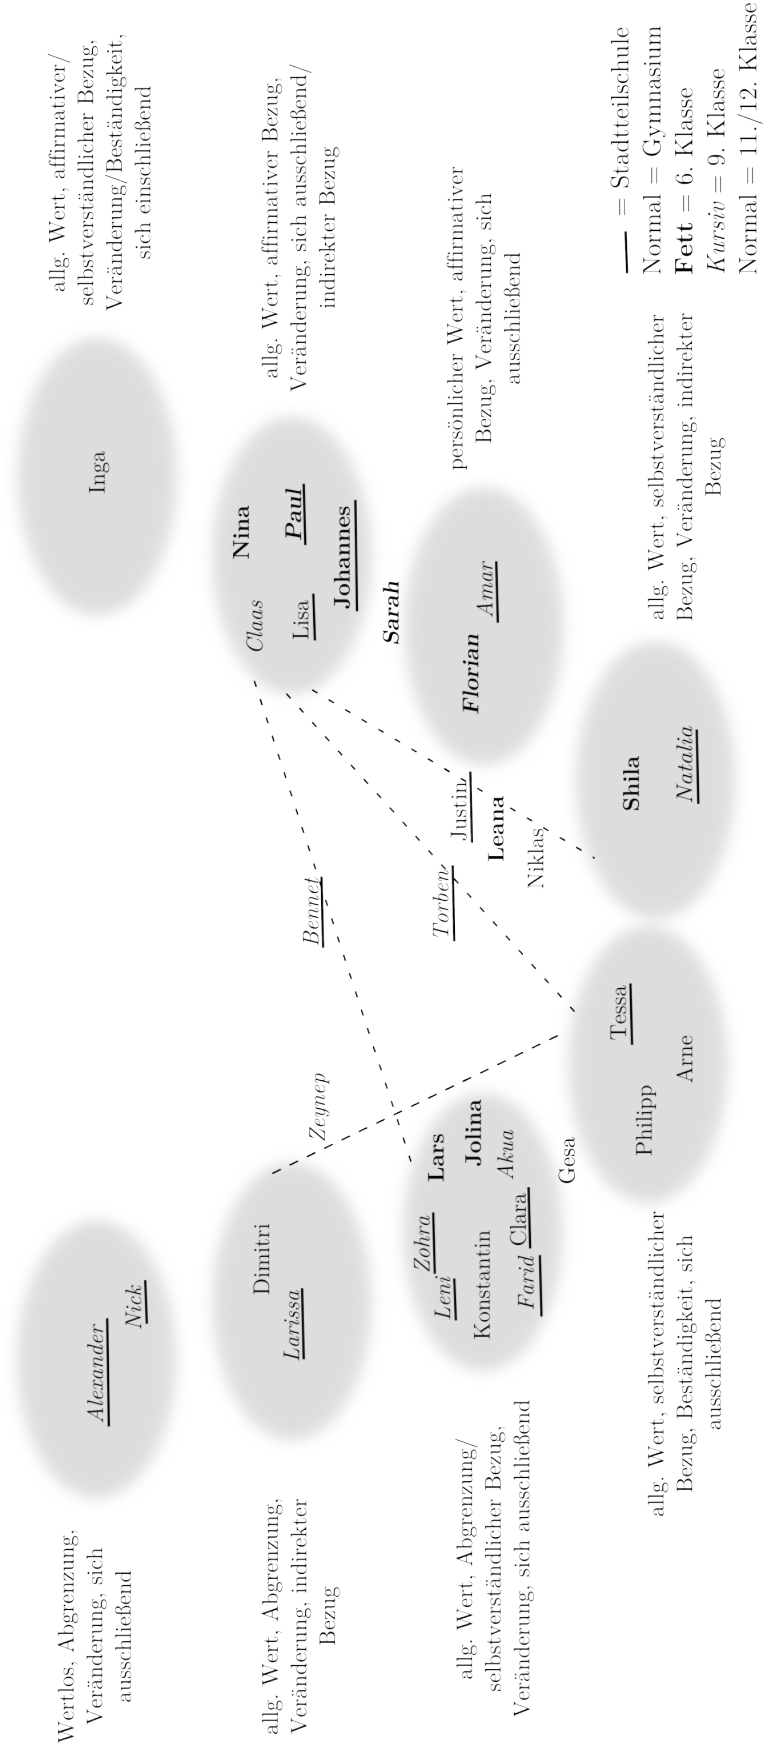 Wertlos, Abgrenzung,
Veränderung, sich
ausschließend
Alexander
Nick
Inga
allg. Wert, affirmativer/
selbstverständlicher Bezug,
Veränderung/Beständigkeit,
sich einschließend
allg. Wert, Abgrenzung,
Veränderung, indirekter
Bezug
Dimitri
Larissa
Zeynep
Bennet
Claas
Nina
Lisa
Paul
Johannes
Sarah
allg. Wert, affirmativer Bezug,
Veränderung, sich ausschließend/
indirekter Bezug
allg. Wert, Abgrenzung/
selbstverständlicher Bezug,
Veränderung, sich ausschließend
Zohra
Lars
Leni
Jolina
Konstantin
Akua
Farid
Clara
Gesa
Torben
Justin
Leana
Niklas
Florian
Amar
persönlicher Wert, affirmativer
Bezug, Veränderung, sich
ausschließend
allg. Wert, selbstverständlicher
Bezug, Beständigkeit, sich
ausschließend
Tessa
Philipp
Arne
Shila
Natalia
allg. Wert, selbstverständlicher
Bezug, Veränderung, indirekter
Bezug
= Stadtteilschule
Normal = Gymnasium
Fett = 6. Klasse
Kursiv = 9. Klasse
Normal = 11./12. Klasse